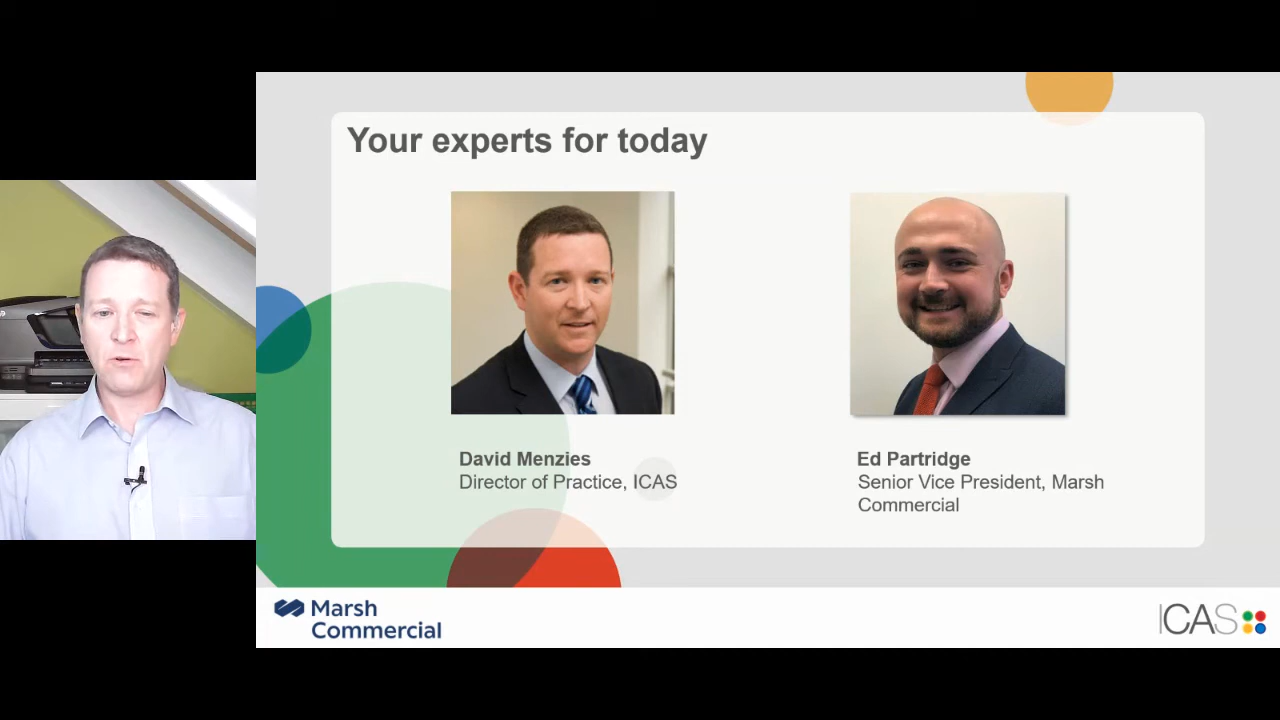 Your experts for today
David Menzies
Director of Practice, ICAS
Ed Partridge
Senior Vice President, Marsh
Commercial
Marsh
Commercial
ICAS